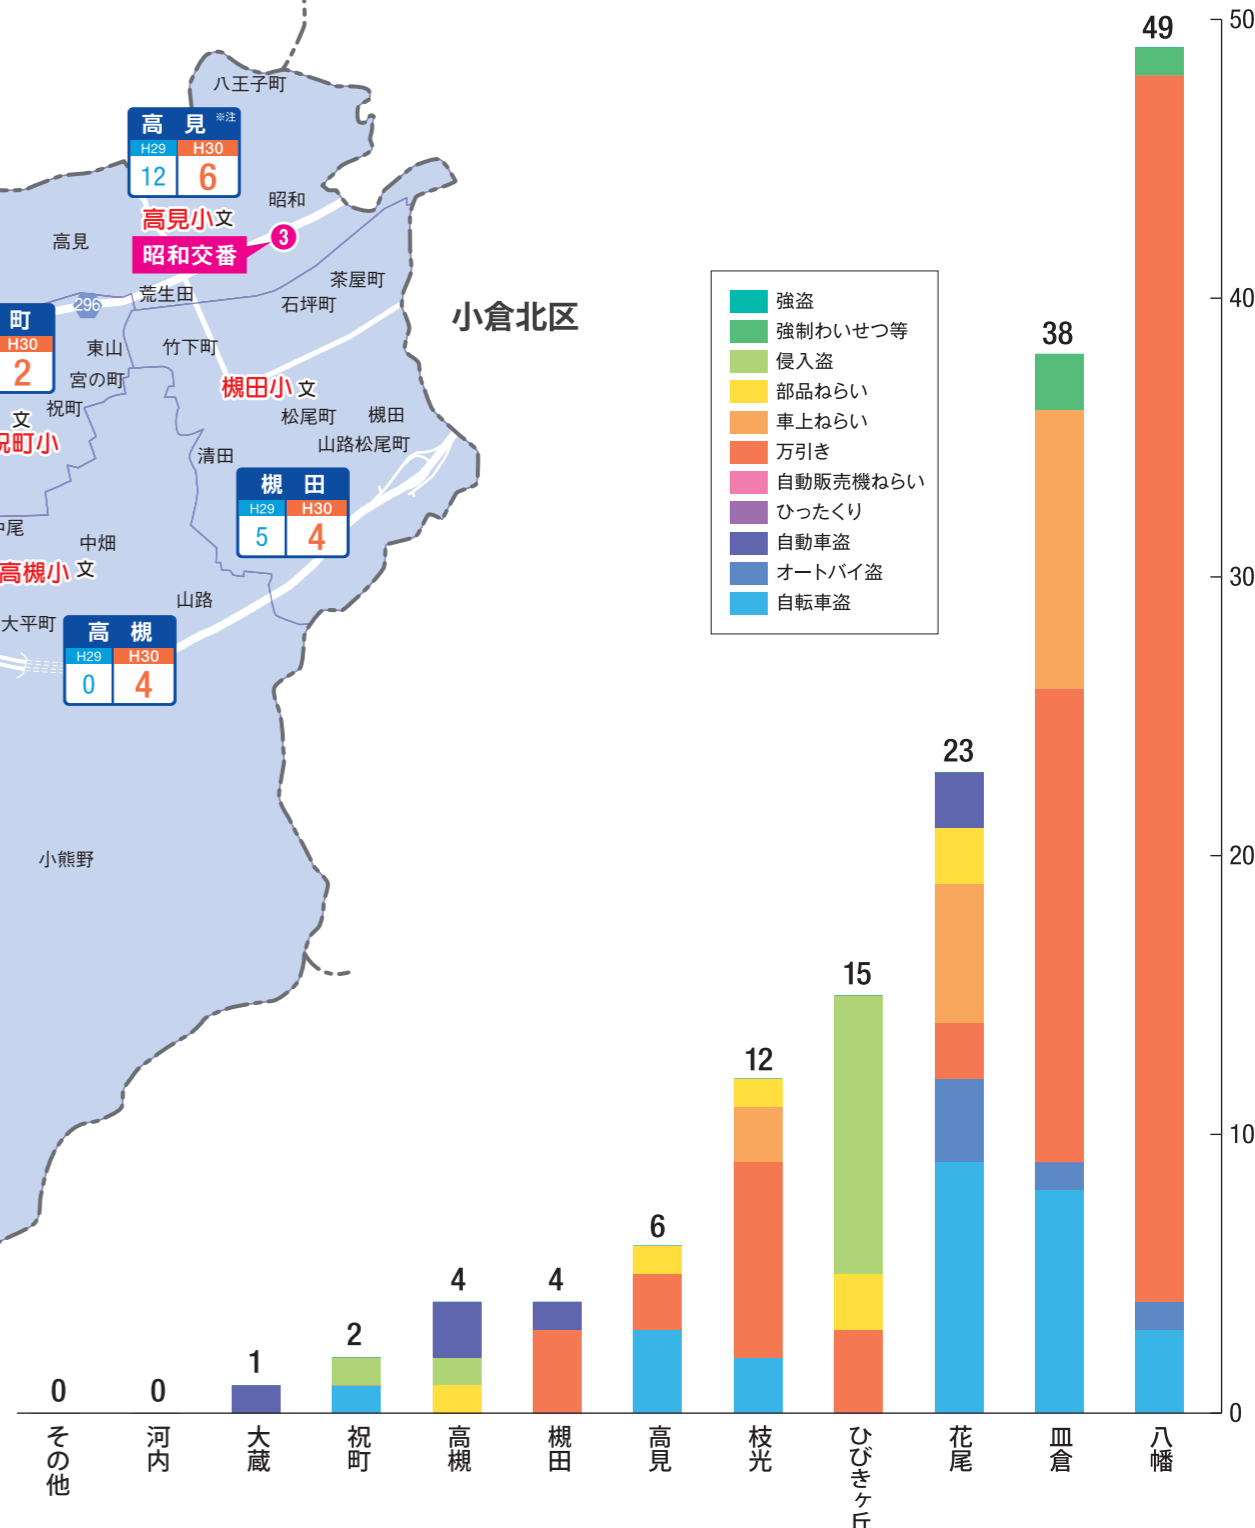 八王子町
高見 ※注
H29 H30
12 6
昭和
高見小 文
高見
昭和交番 3
茶屋町
荒生田
石坪町
小倉北区
296
町
H30
2
東山
竹下町
宮の町
槻田小 文
祝町
松尾町
槻田
文
祝町小
山路松尾町
清田
槻田
H29 H30
5 4
中尾
中畑
高槻小 文
山路
大平町
高槻
H29 H30
0 4
小熊野
強盗
強制わいせつ等
侵入盗
部品ねらい
車上ねらい
万引き
自動販売機ねらい
ひったくり
自動車盗
オートバイ盗
自転車盗
50
40
30
20
10
0
0
0
1
2
4
4
6
12
15
23
38
49
その他
河内
大蔵
祝町
高槻
槻田
高見
枝光
ひびきヶ丘
花尾
皿倉
八幡